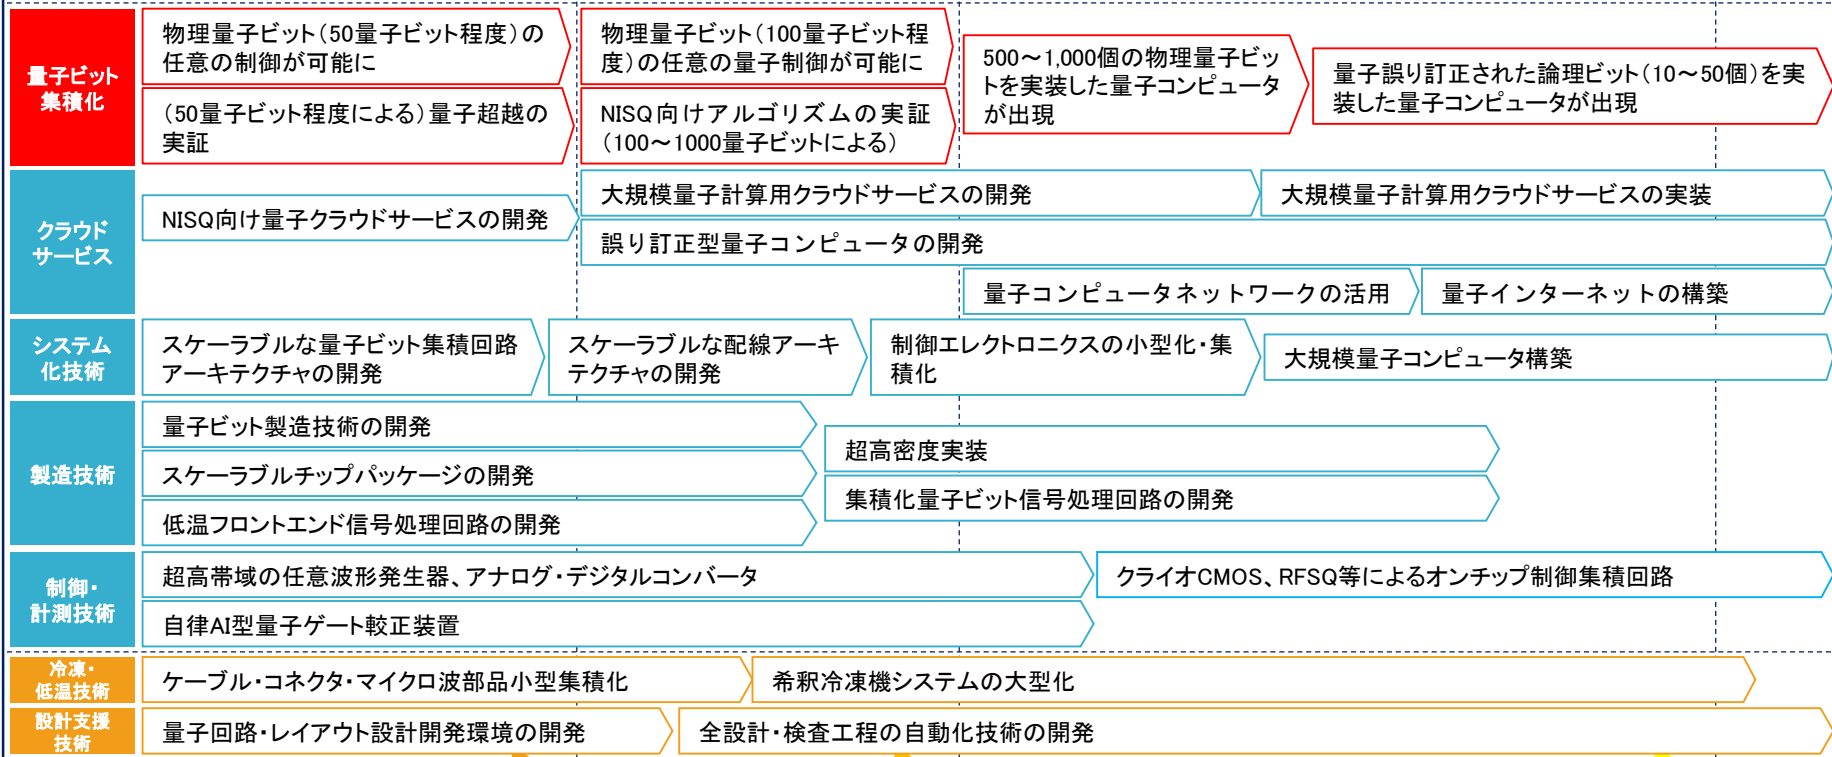 量子ビット
集積化
物理量子ビット(50量子ビット程度)の
任意の制御が可能に
(50量子ビット程度による)量子超越の
実証
物理量子ビット(100量子ビット程
度)の任意の量子制御が可能に
NISQ向けアルゴリズムの実証
(100～1000量子ビットによる)
500～1,000個の物理量子ビッ
トを実装した量子コンピュータ
が出現
量子誤り訂正された論理ビット(10～50個)を実
装した量子コンピュータが出現
クラウド
サービス
NISQ向け量子クラウドサービスの開発
大規模量子計算用クラウドサービスの開発
大規模量子計算用クラウドサービスの実装
誤り訂正型量子コンピュータの開発
量子コンピュータネットワークの活用
量子インターネットの構築
システム
化技術
スケーラブルな量子ビット集積回路
アーキテクチャの開発
スケーラブルな配線アーキ
テクチャの開発
制御エレクトロニクスの小型化・集
積化
大規模量子コンピュータ構築
製造技術
量子ビット製造技術の開発
スケーラブルチップパッケージの開発
低温フロントエンド信号処理回路の開発
超高密度実装
集積化量子ビット信号処理回路の開発
制御・
計測技術
超高帯域の任意波形発生器、アナログ・デジタルコンバータ
自律AI型量子ゲート較正装置
クライオCMOS、RFSQ等によるオンチップ制御集積回路
冷凍・
低温技術
ケーブル・コネクタ・マイクロ波部品小型集積化
希釈冷凍機システムの大型化
設計支援
技術
量子回路・レイアウト設計開発環境の開発
全設計・検査工程の自動化技術の開発